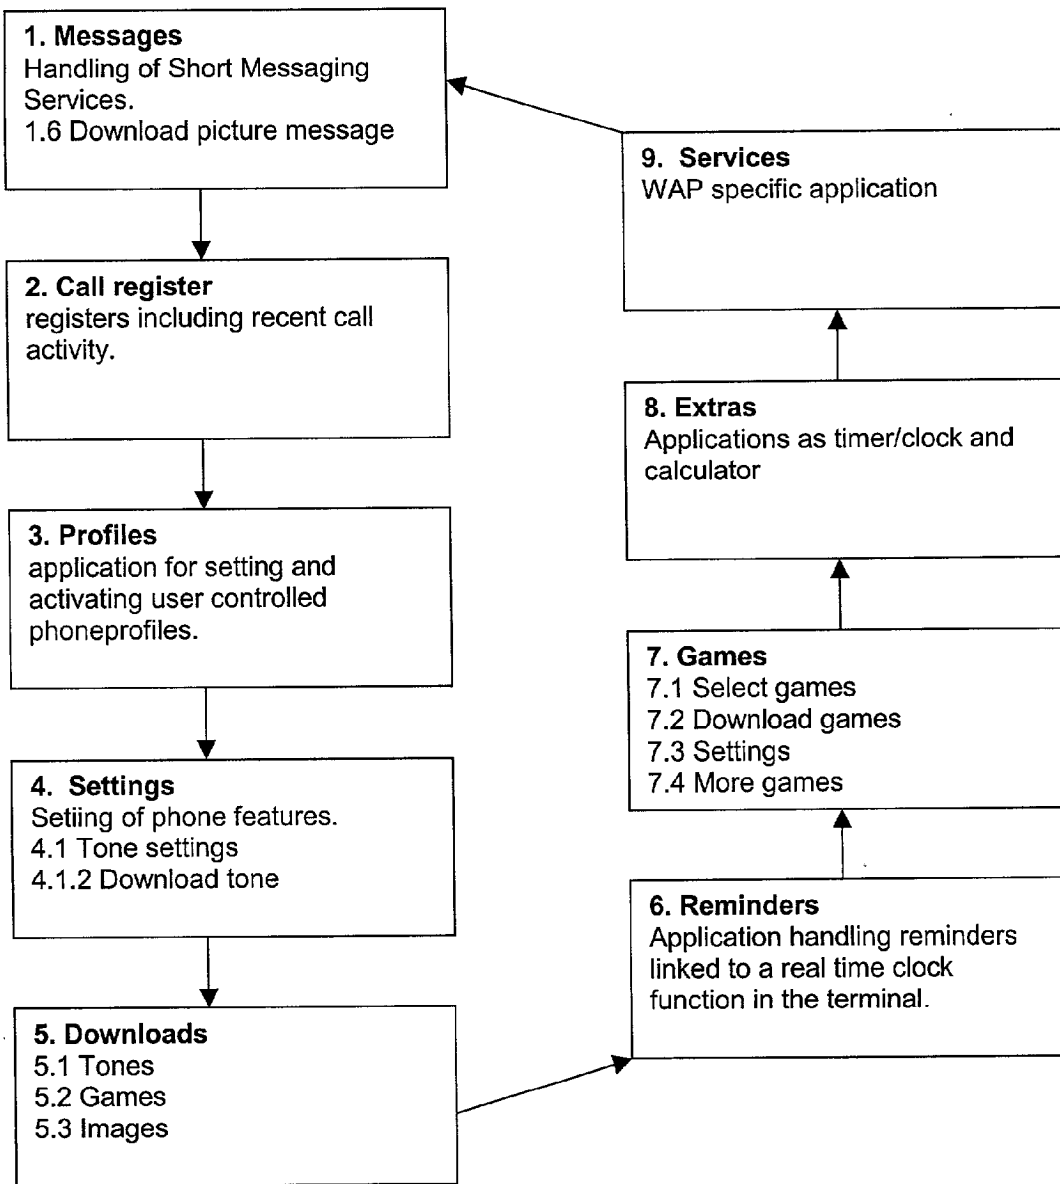 1. Messages
Handling of Short Messaging
Services.
1.6 Download picture message
2. Call register
registers including recent call
activity.
3. Profiles
application for setting and
activating user controlled
phoneprofiles.
4. Settings
Setiing of phone features.
4.1 Tone settings
4.1.2 Download tone
5. Downloads
5.1 Tones
5.2 Games
5.3 Images
6. Reminders
Application handling reminders
linked to a real time clock
function in the terminal.
7. Games
7.1 Select games
7.2 Download games
7.3 Settings
7.4 More games
8. Extras
Applications as timer/clock and
calculator
9. Services
WAP specific application